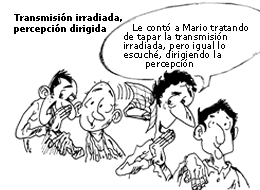 Transmisión irradiada,
percepción dirigida
Le contó a Mario tratando
de tapar la transmisión
irradiada, pero igual lo
escuché, dirigiendo la
percepción